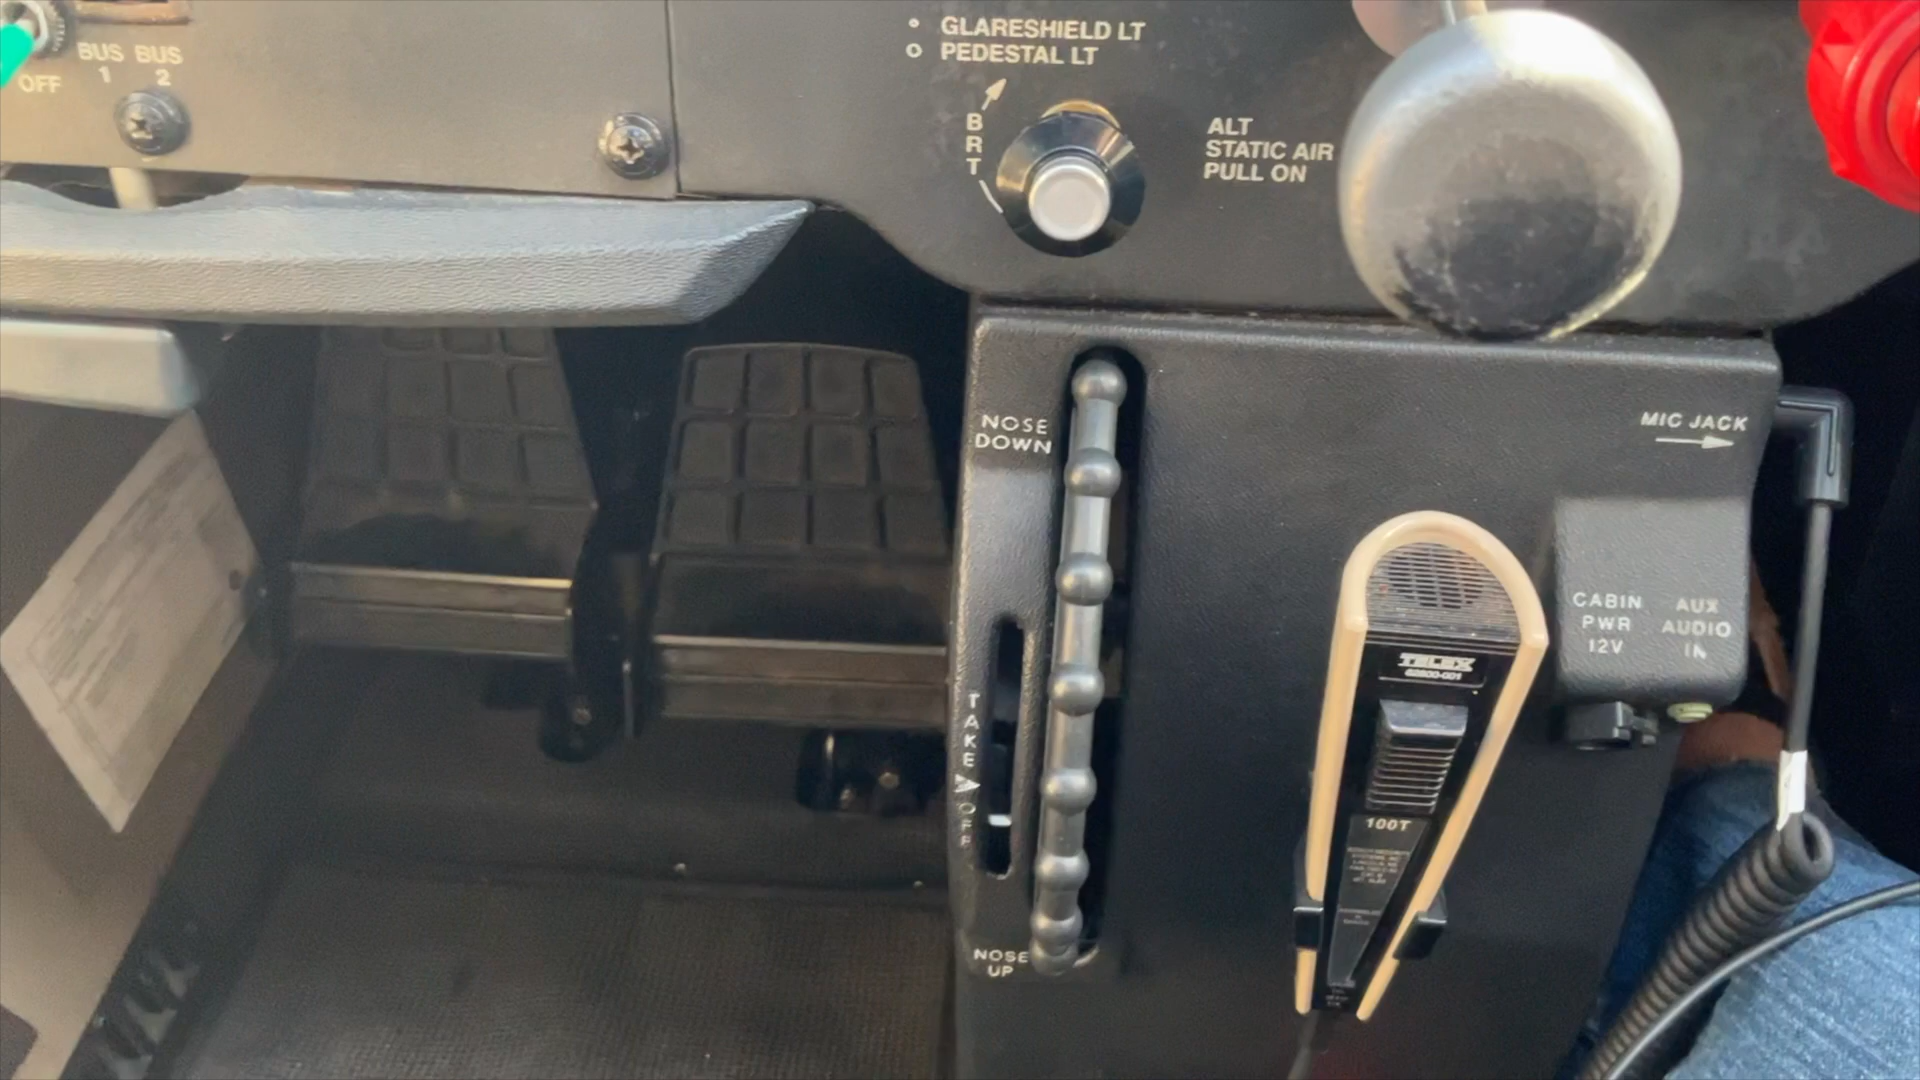 GLARESHIELD LT
PEDESTAL LT
BUS BUS
1 2
OFF
BRT
ALT
STATIC AIR
PULL ON
NOSE
DOWN
MIC JACK
CABIN
PWR
12V
AUX
AUDIO
IN
TELEX
TAKE OFF
100T
NOSE
UP